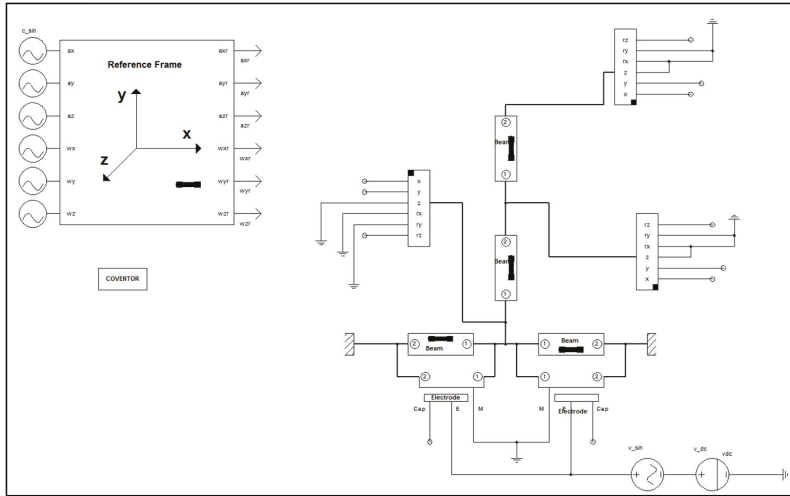 c_sin
Reference Frame
ax
ay
az
wx
wy
wz
axr
axr
ayr
ayr
azr
azr
wxr
wxr
wyr
wyr
wzr
wzr
y
x
z
COVENTOR
rz
ry
rx
z
y
x
2
Beam
1
x
y
z
rx
ry
rz
2
Beam
1
rz
ry
rx
z
y
x
2
Beam
1
1
Beam
2
2
1
1
2
Electrode
Cap
E
M
M
E
Electrode
Cap
v_sin
+
-
v_dc
vdc
+
-